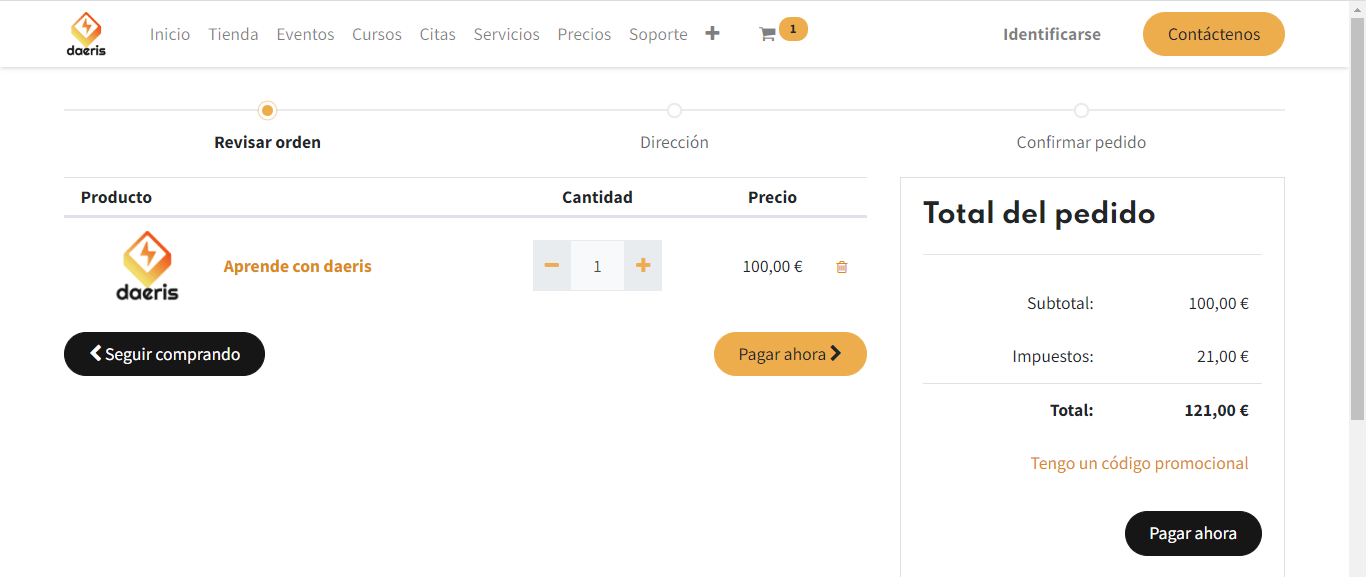 daeris
Inicio Tienda Eventos Cursos Citas Servicios Precios Soporte 1 Identificarse Contáctenos
Revisar orden Dirección Confirmar pedido
Producto Cantidad Precio
daeris
Aprende con daeris 1 100,00 €
Seguir comprando Pagar ahora
Total del pedido
Subtotal: 100,00 €
Impuestos: 21,00 €
Total: 121,00 €
Tengo un código promocional
Pagar ahora